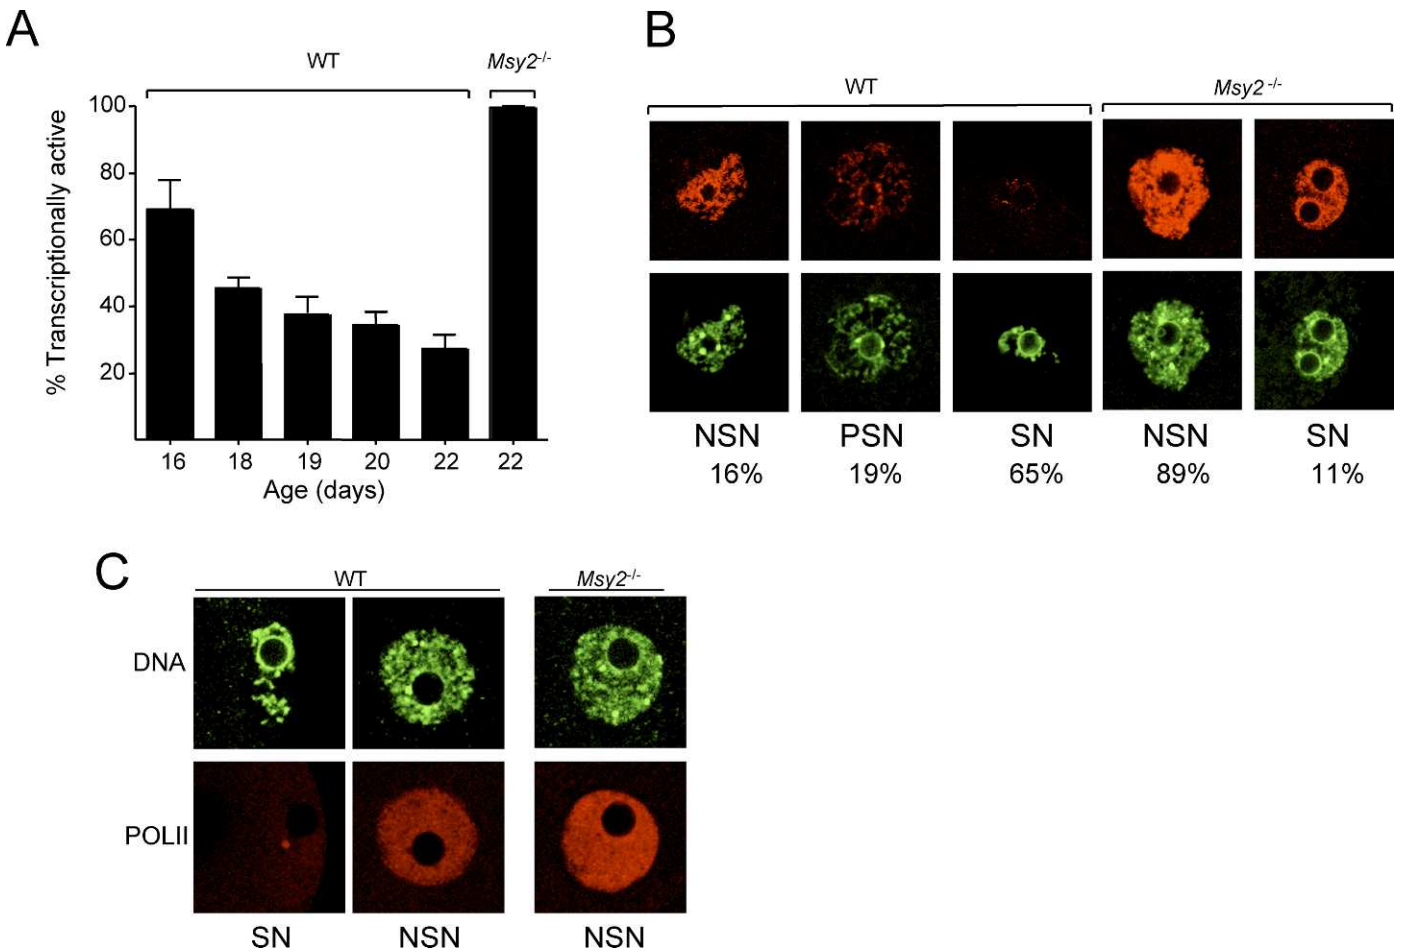 A
WT
Msy2-/-
% Transcriptionally active
100
80
60
40
20
16 18 19 20 22 22
Age (days)
B
WT
Msy2 -/-
NSN PSN SN NSN SN
16% 19% 65% 89% 11%
C
WT
Msy2-/-
DNA
POLII
SN NSN NSN